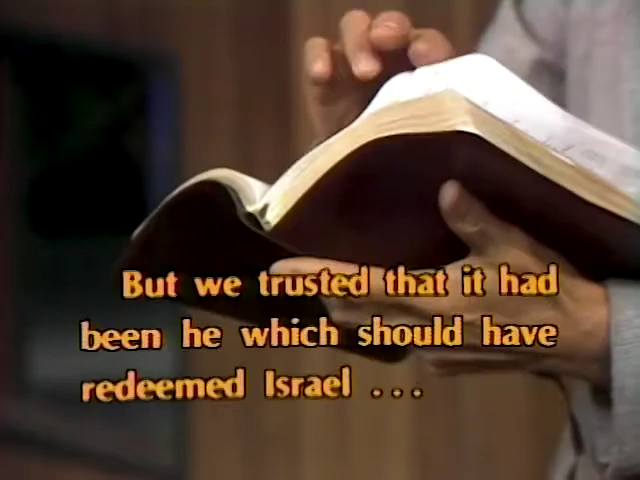 But we trusted that it had
been he which should have
redeemed Israel ...